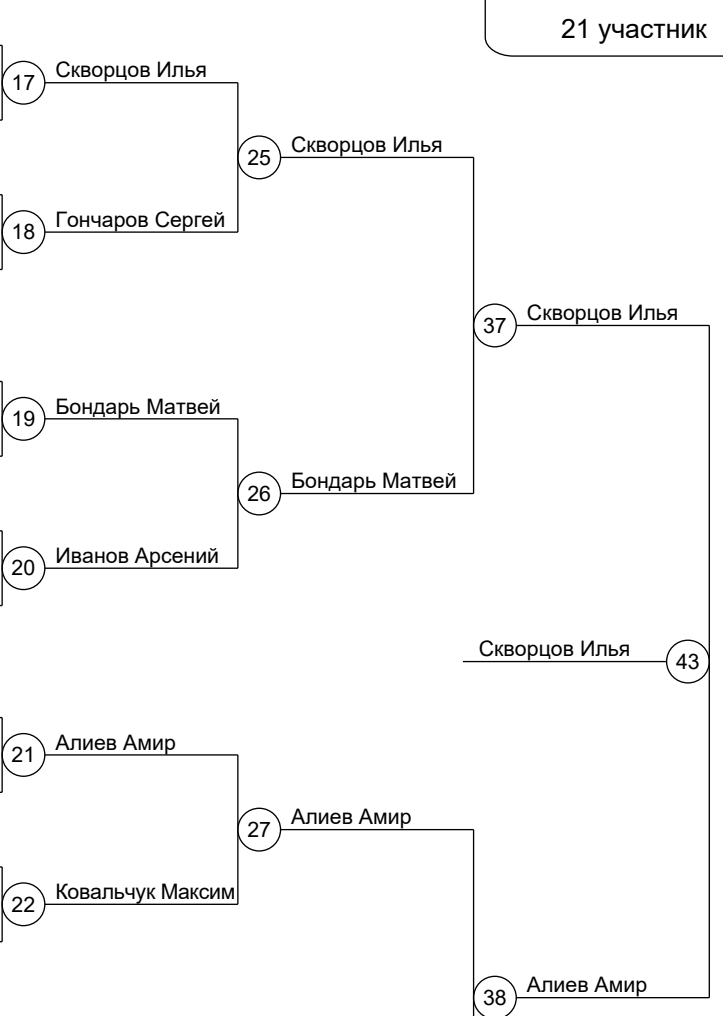 21 участник
17 Скворцов Илья
25 Скворцов Илья
18 Гончаров Сергей
37 Скворцов Илья
19 Бондарь Матвей
26 Бондарь Матвей
20 Иванов Арсений
Скворцов Илья 43
21 Алиев Амир
27 Алиев Амир
22 Ковальчук Максим
38 Алиев Амир